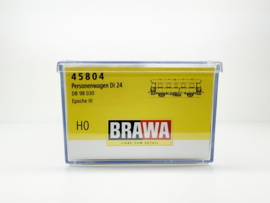 45804
Personenwagen Di 24
DB 98 030
Epoche III
H0
BRAWA
LIEBE ZUM DETAIL